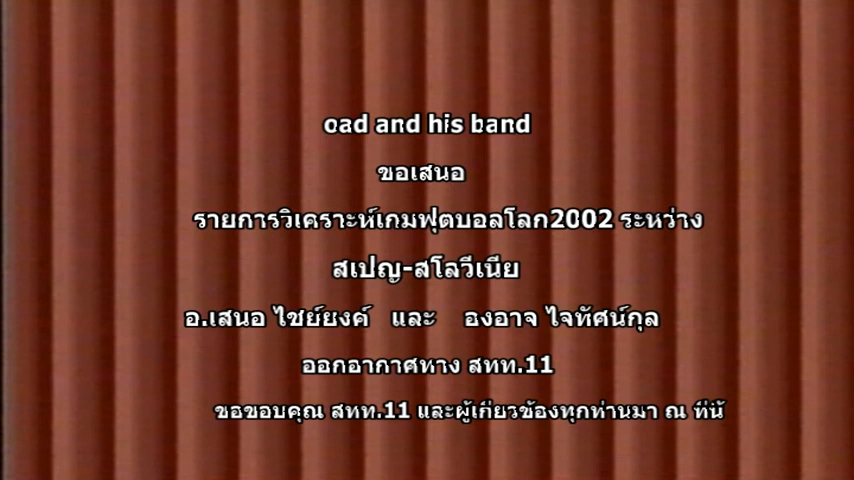 oad and his band
ขอเสนอ
รายการวิเคราะห์เกมฟุตบอลโลก2002 ระหว่าง
สเปญ-สโลวีเนีย
อ.เสนอ ไชย์ยงค์ และ องอาจ ไจทัศน์กุล
ออกอากาศทาง สทท.11
ขอขอบคุณ สทท.11 และผู้เกี่ยวข้องทุกท่านมา ณ ที่นี้